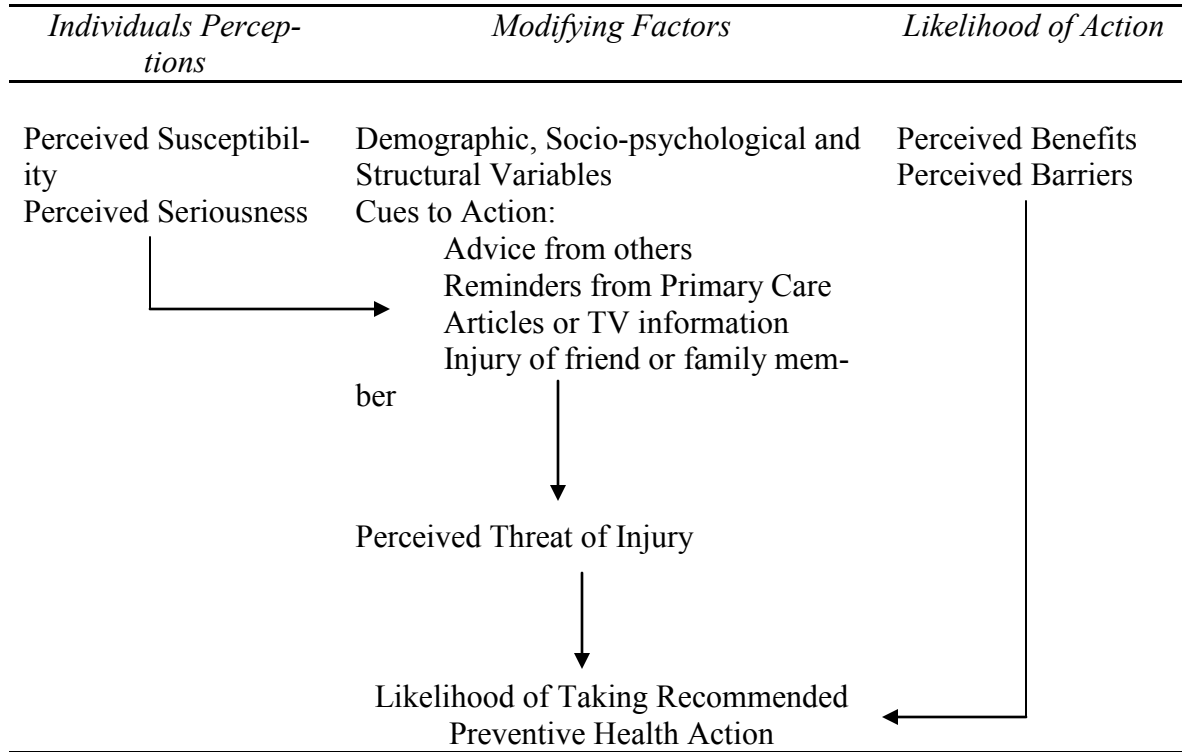 Individuals Percep-
tions
Modifying Factors
Likelihood of Action
Perceived Susceptibil-
ity
Perceived Seriousness
Demographic, Socio-psychological and
Structural Variables
Cues to Action:
Advice from others
Reminders from Primary Care
Articles or TV information
Injury of friend or family mem-
ber
Perceived Benefits
Perceived Barriers
Perceived Threat of Injury
Likelihood of Taking Recommended
Preventive Health Action